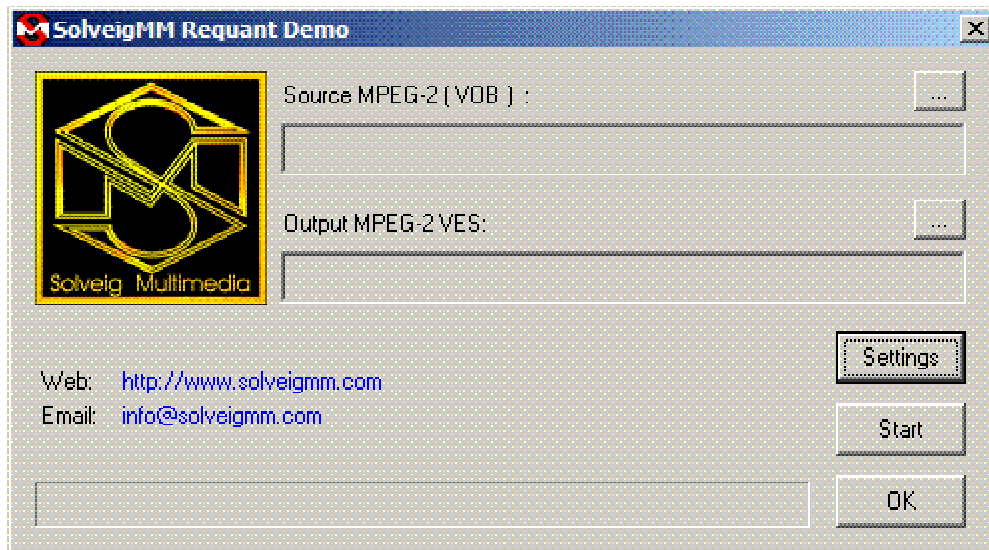 SolveigMM Requant Demo
Source MPEG-2 ( VOB ) :
...
Output MPEG-2 VES:
...
Solveig Multimedia
Settings
Web: http://www.solveigmm.com
Email: info@solveigmm.com
Start
OK